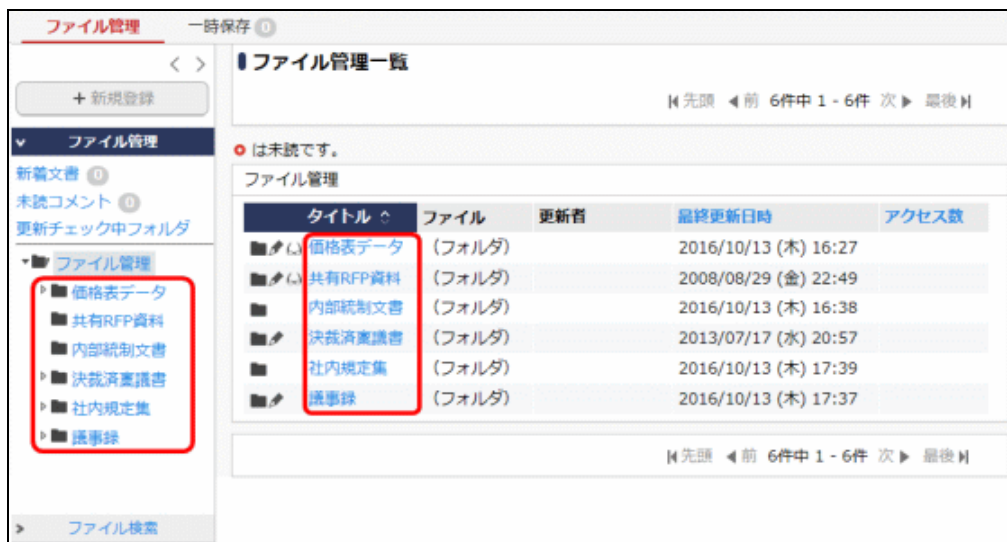 ファイル管理 一時保存 0
+ 新規登録
ファイル管理
新着文書 0
未読コメント 0
更新チェック中フォルダ
ファイル管理
価格表データ
共有RFP資料
内部統制文書
決裁済稟議書
社内規定集
議事録
ファイル検索
ファイル管理一覧
先頭 前 6件中 1 - 6件 次 最後
は未読です。
ファイル管理
タイトル ファイル 更新者 最終更新日時 アクセス数
価格表データ (フォルダ) 2016/10/13 (木) 16:27
共有RFP資料 (フォルダ) 2008/08/29 (金) 22:49
内部統制文書 (フォルダ) 2016/10/13 (木) 16:38
決裁済稟議書 (フォルダ) 2013/07/17 (水) 20:57
社内規定集 (フォルダ) 2016/10/13 (木) 17:39
議事録 (フォルダ) 2016/10/13 (木) 17:37
先頭 前 6件中 1 - 6件 次 最後